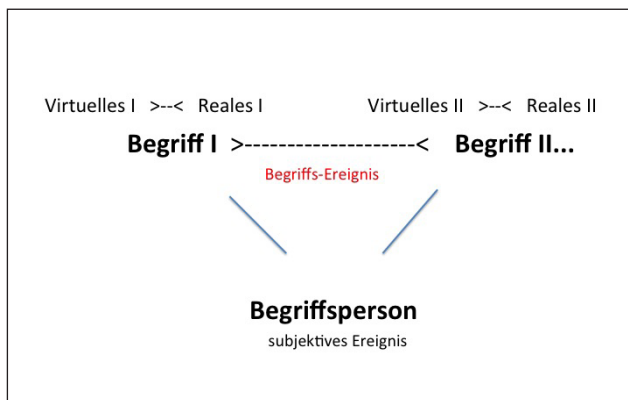 Virtuelles I >--< Reales I Virtuelles II >--< Reales II
Begriff I >--------------------< Begriff II...
Begriffs-Ereignis
Begriffsperson
subjektives Ereignis